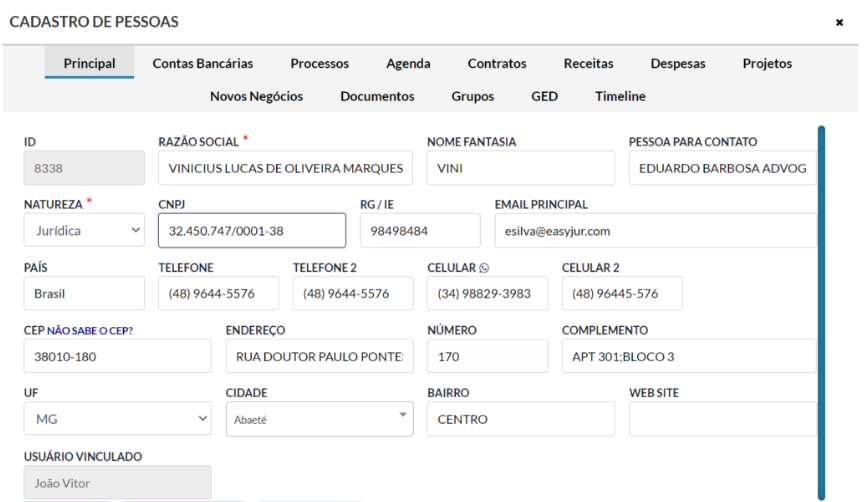 CADASTRO DE PESSOAS ✖
Principal Contas Bancárias Processos Agenda Contratos Receitas Despesas Projetos
Novos Negócios Documentos Grupos GED Timeline
ID RAZÃO SOCIAL * NOME FANTASIA PESSOA PARA CONTATO
8338 VINICIUS LUCAS DE OLIVEIRA MARQUES VINI EDUARDO BARBOSA ADVOG
NATUREZA * CNPJ RG / IE EMAIL PRINCIPAL
Jurídica 32.450.747/0001-38 98498484 esilva@easyjur.com
PAÍS TELEFONE TELEFONE 2 CELULAR CELULAR 2
Brasil (48) 9644-5576 (48) 9644-5576 (34) 98829-3983 (48) 96445-576
CEP NÃO SABE O CEP? ENDEREÇO NÚMERO COMPLEMENTO
38010-180 RUA DOUTOR PAULO PONTE 170 APT 301;BLOCO 3
UF CIDADE BAIRRO WEB SITE
MG Abaeté CENTRO
USUÁRIO VINCULADO
João Vitor